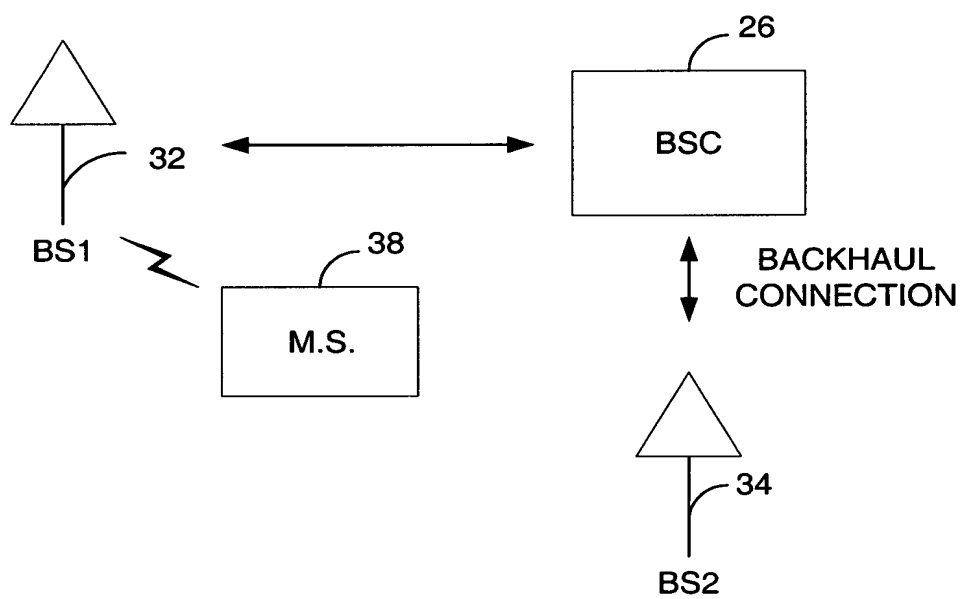 26
BSC
32
BS1
38
BACKHAUL
CONNECTION
M.S.
34
BS2